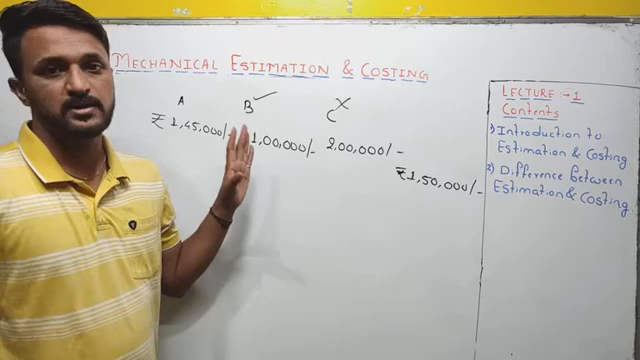 MECHANICAL ESTIMATION & COSTING
A B ✓ C
₹ 1,45,000/- 1,00,000/- 2,00,000/-
₹ 1,50,000/-
LECTURE :- 1
Contents
1) Introduction to
Estimation & Costing
2) Difference between
Estimation & Costing